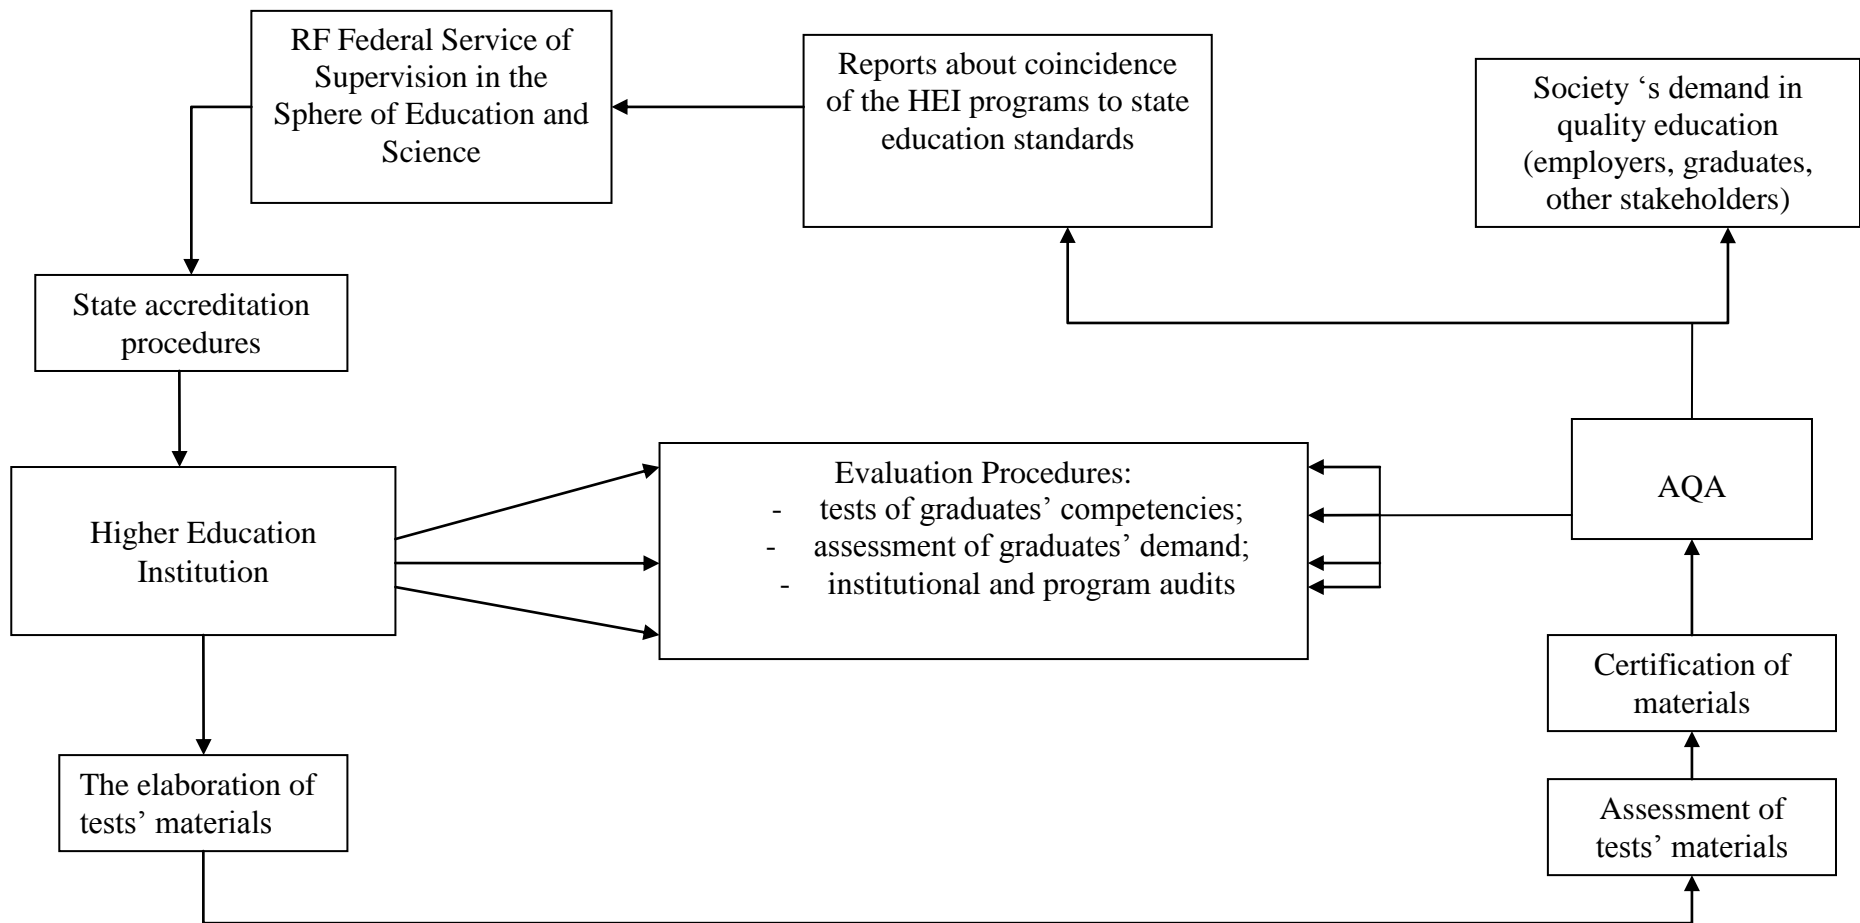 RF Federal Service of
Supervision in the
Sphere of Education and
Science
Reports about coincidence
of the HEI programs to state
education standards
Society ‘s demand in
quality education
(employers, graduates,
other stakeholders)
State accreditation
procedures
Higher Education
Institution
Evaluation Procedures:
- tests of graduates’ competencies;
- assessment of graduates’ demand;
- institutional and program audits
AQA
Certification of
materials
The elaboration of
tests’ materials
Assessment of
tests’ materials